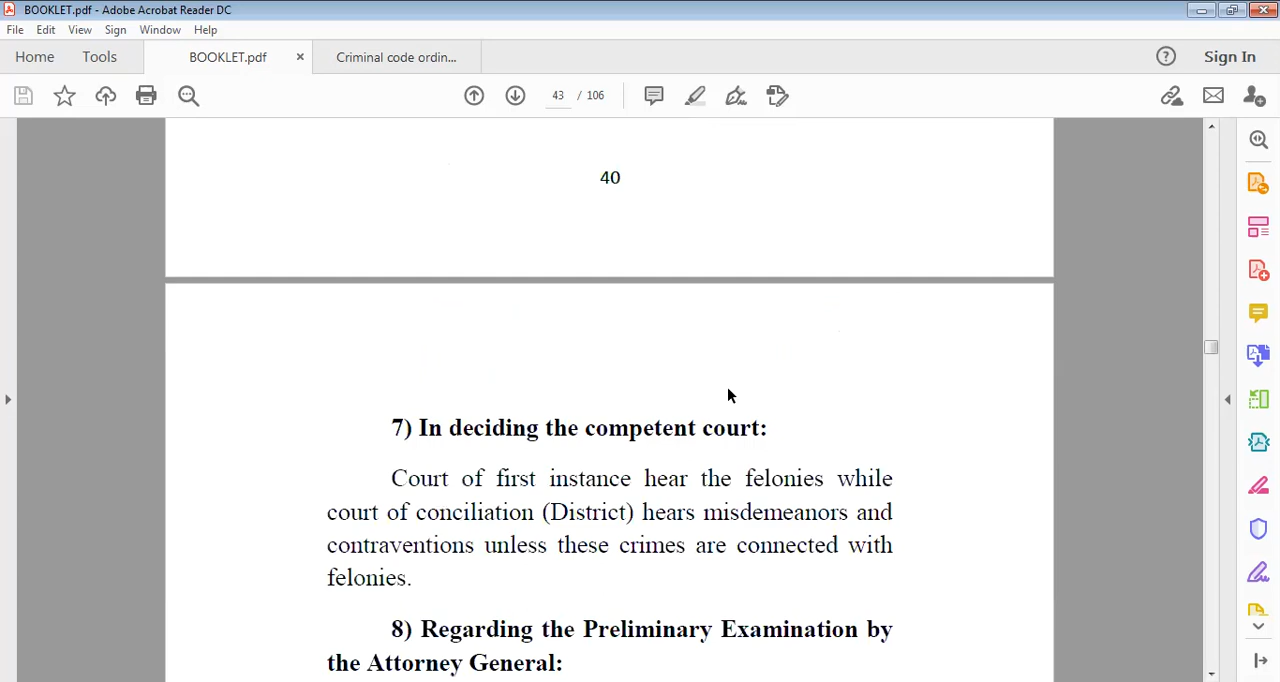 BOOKLET.pdf - Adobe Acrobat Reader DC
File Edit View Sign Window Help
Home Tools BOOKLET.pdf × Criminal code ordin... Sign In
43 / 106
40
7) In deciding the competent court:
Court of first instance hear the felonies while
court of conciliation (District) hears misdemeanors and
contraventions unless these crimes are connected with
felonies.
8) Regarding the Preliminary Examination by
the Attorney General: